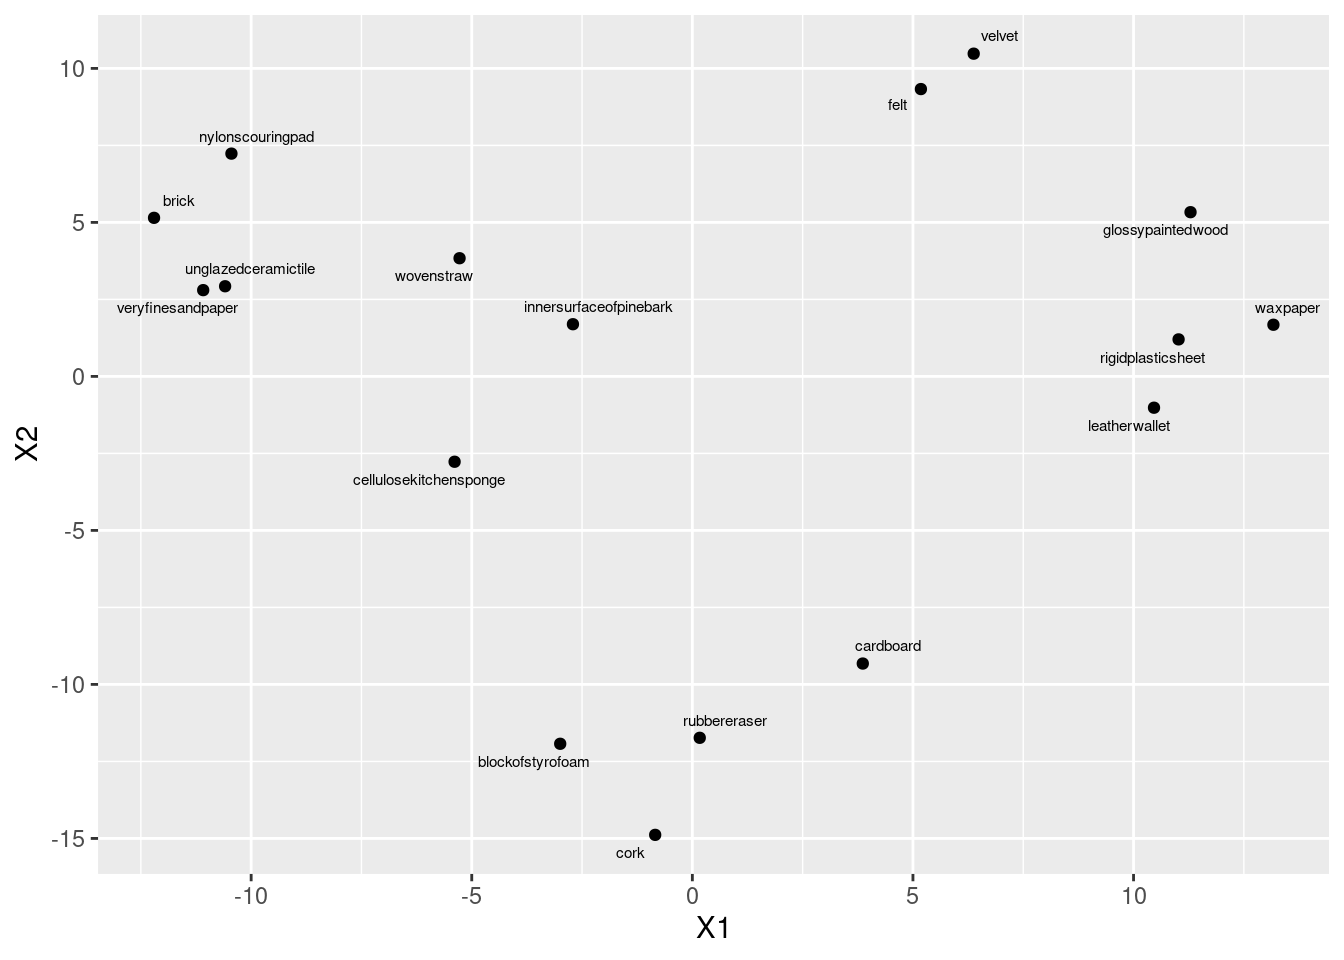 velvet
10
felt
nylonscouringpad
brick
5
glossypaintedwood
unglazedceramictile
wovenstraw
veryfinesandpaper
innersurfaceofpinebark
waxpaper
rigidplasticsheet
0
leatherwallet
X2
cellulosekitchensponge
-5
cardboard
-10
rubbereraser
blockofstyrofoam
-15
cork
-10 -5 0 5 10
X1